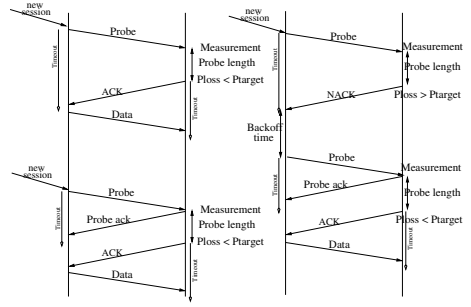 new
session
Probe
Timeout
Measurement
Probe length
Ploss < Ptarget
ACK
Timeout
Data
new
session
Probe
Timeout
Probe ack
Measurement
Probe length
Ploss < Ptarget
ACK
Timeout
Data
new
session
Probe
Timeout
Measurement
Probe length
NACK
Ploss > Ptarget
Backoff
time
Probe
Timeout
Measurement
Probe ack
Probe length
Ploss < Ptarget
ACK
Timeout
Data